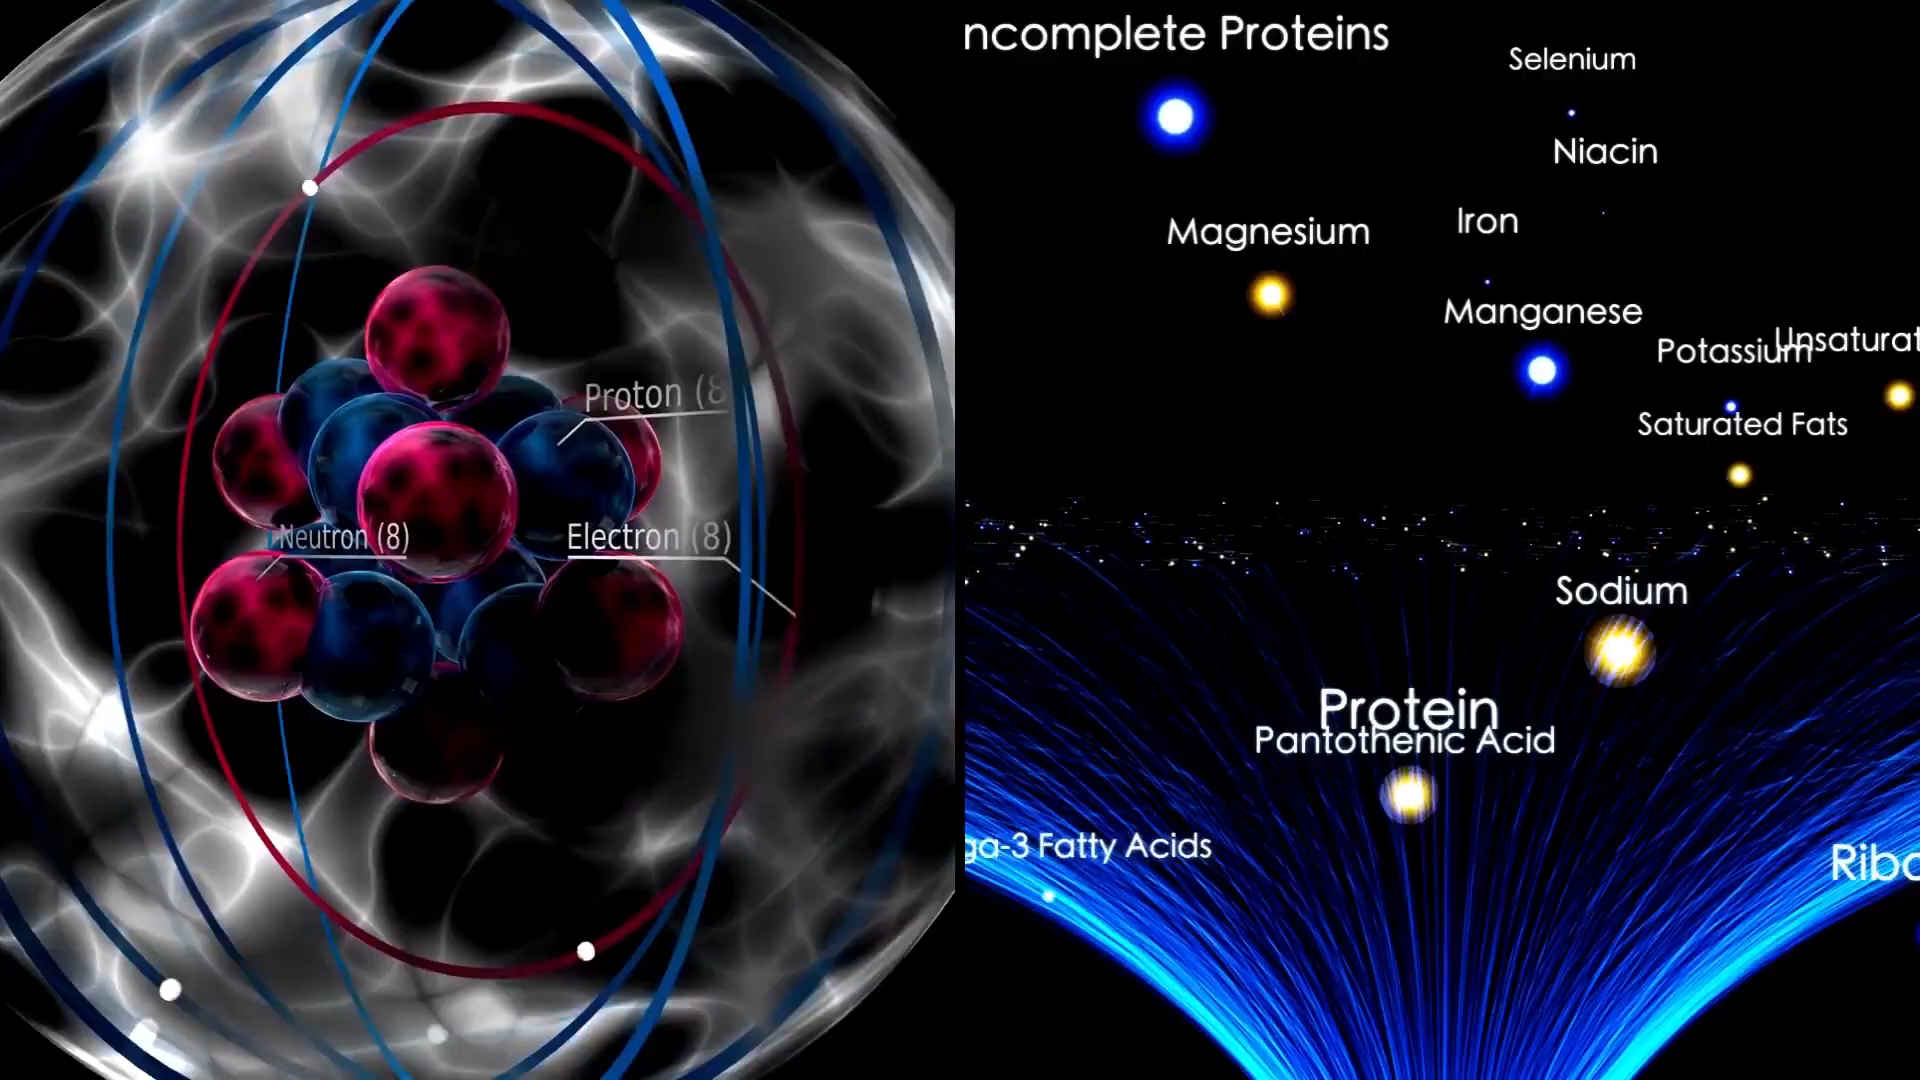 Proton (8
Neutron (8)
Electron (8)
ncomplete Proteins
Selenium
Niacin
Iron
Magnesium
Manganese
Unsaturat
Potassium
Saturated Fats
Sodium
Protein
Pantothenic Acid
ga-3 Fatty Acids
Ribo